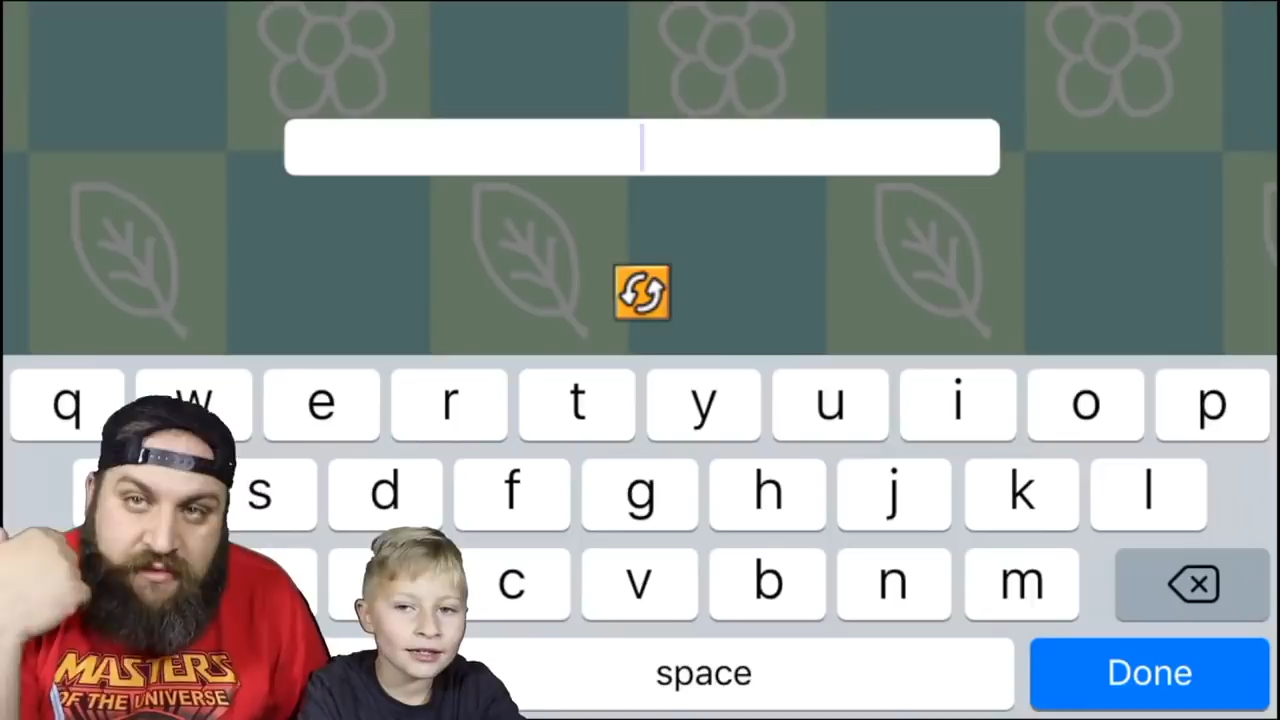 q w e r t y u i o p
s d f g h j k l
c v b n m
space Done
MASTERS
OF THE UNIVERSE